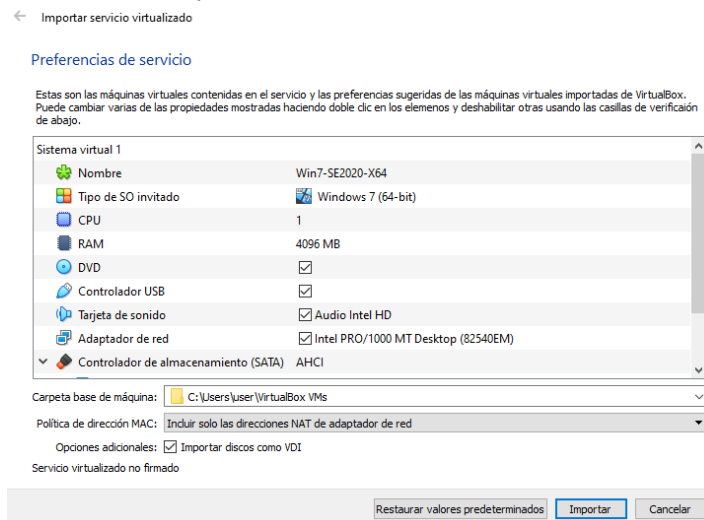 Importar servicio virtualizado
Preferencias de servicio
Estas son las máquinas virtuales contenidas en el servicio y las preferencias sugeridas de las máquinas virtuales importadas de VirtualBox.
Puede cambiar varias de las propiedades mostradas haciendo doble clic en los elemenos y deshabilitar otras usando las casillas de verificaión
de abajo.
Sistema virtual 1
Nombre Win7-SE2020-X64
Tipo de SO invitado Windows 7 (64-bit)
CPU 1
RAM 4096 MB
DVD
Controlador USB
Tarjeta de sonido Audio Intel HD
Adaptador de red Intel PRO/1000 MT Desktop (82540EM)
Controlador de almacenamiento (SATA) AHCI
Carpeta base de máquina: C:\Users\user\VirtualBox VMs
Política de dirección MAC: Incluir solo las direcciones NAT de adaptador de red
Opciones adicionales: Importar discos como VDI
Servicio virtualizado no firmado
Restaurar valores predeterminados Importar Cancelar